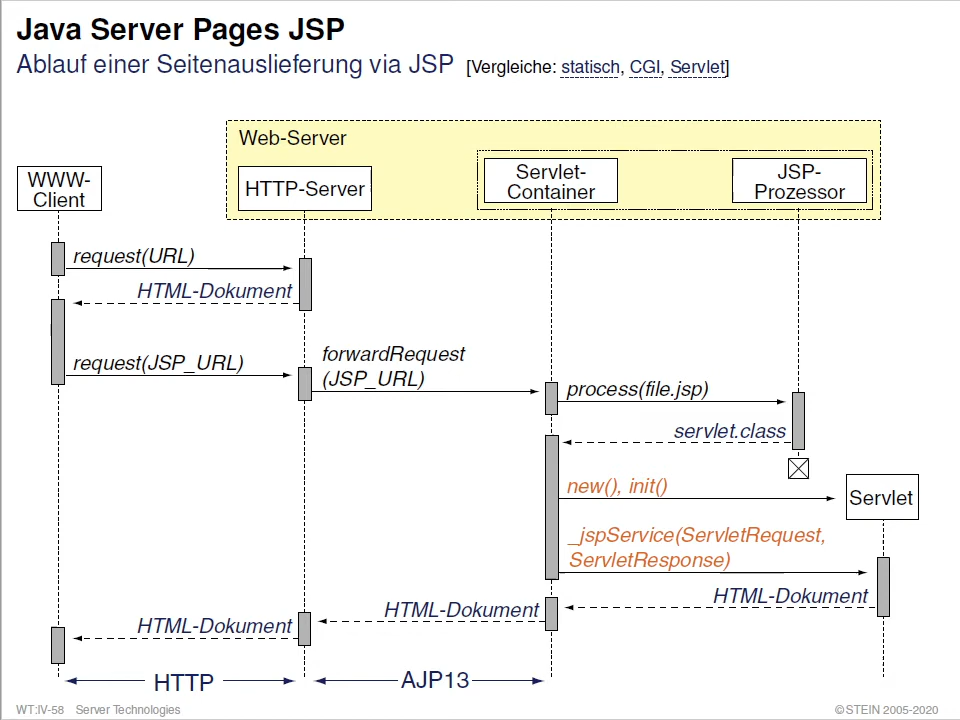 Java Server Pages JSP
Ablauf einer Seitenauslieferung via JSP [Vergleiche: statisch, CGI, Servlet]
Web-Server
WWW-
Client
HTTP-Server
Servlet-
Container
JSP-
Prozessor
request(URL)
HTML-Dokument
request(JSP_URL)
forwardRequest
(JSP_URL)
process(file.jsp)
servlet.class
new(), init()
Servlet
_jspService(ServletRequest,
ServletResponse)
HTML-Dokument
HTML-Dokument
HTML-Dokument
HTTP
AJP13
WT:IV-58 Server Technologies
©STEIN 2005-2020